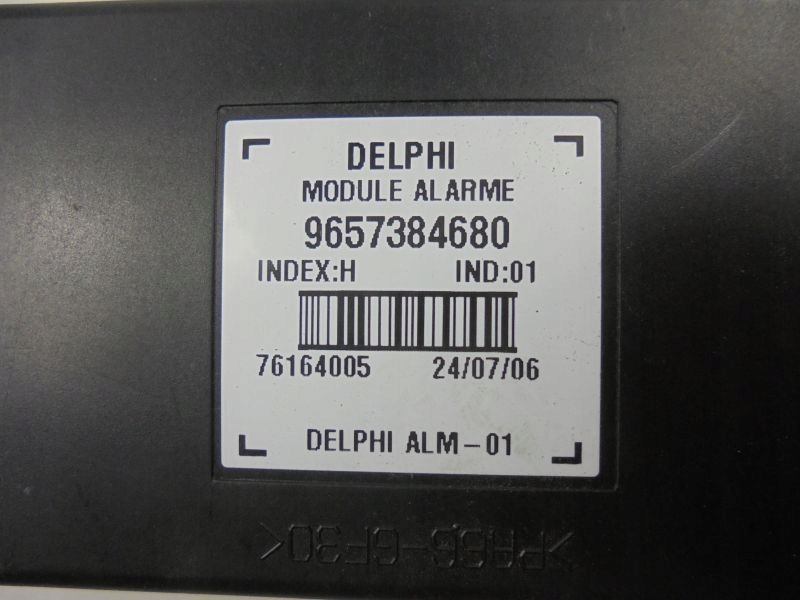 DELPHI
MODULE ALARME
9657384680
INDEX:H IND:01
76164005 24/07/06
DELPHI ALM-01
>PA66-GF30<